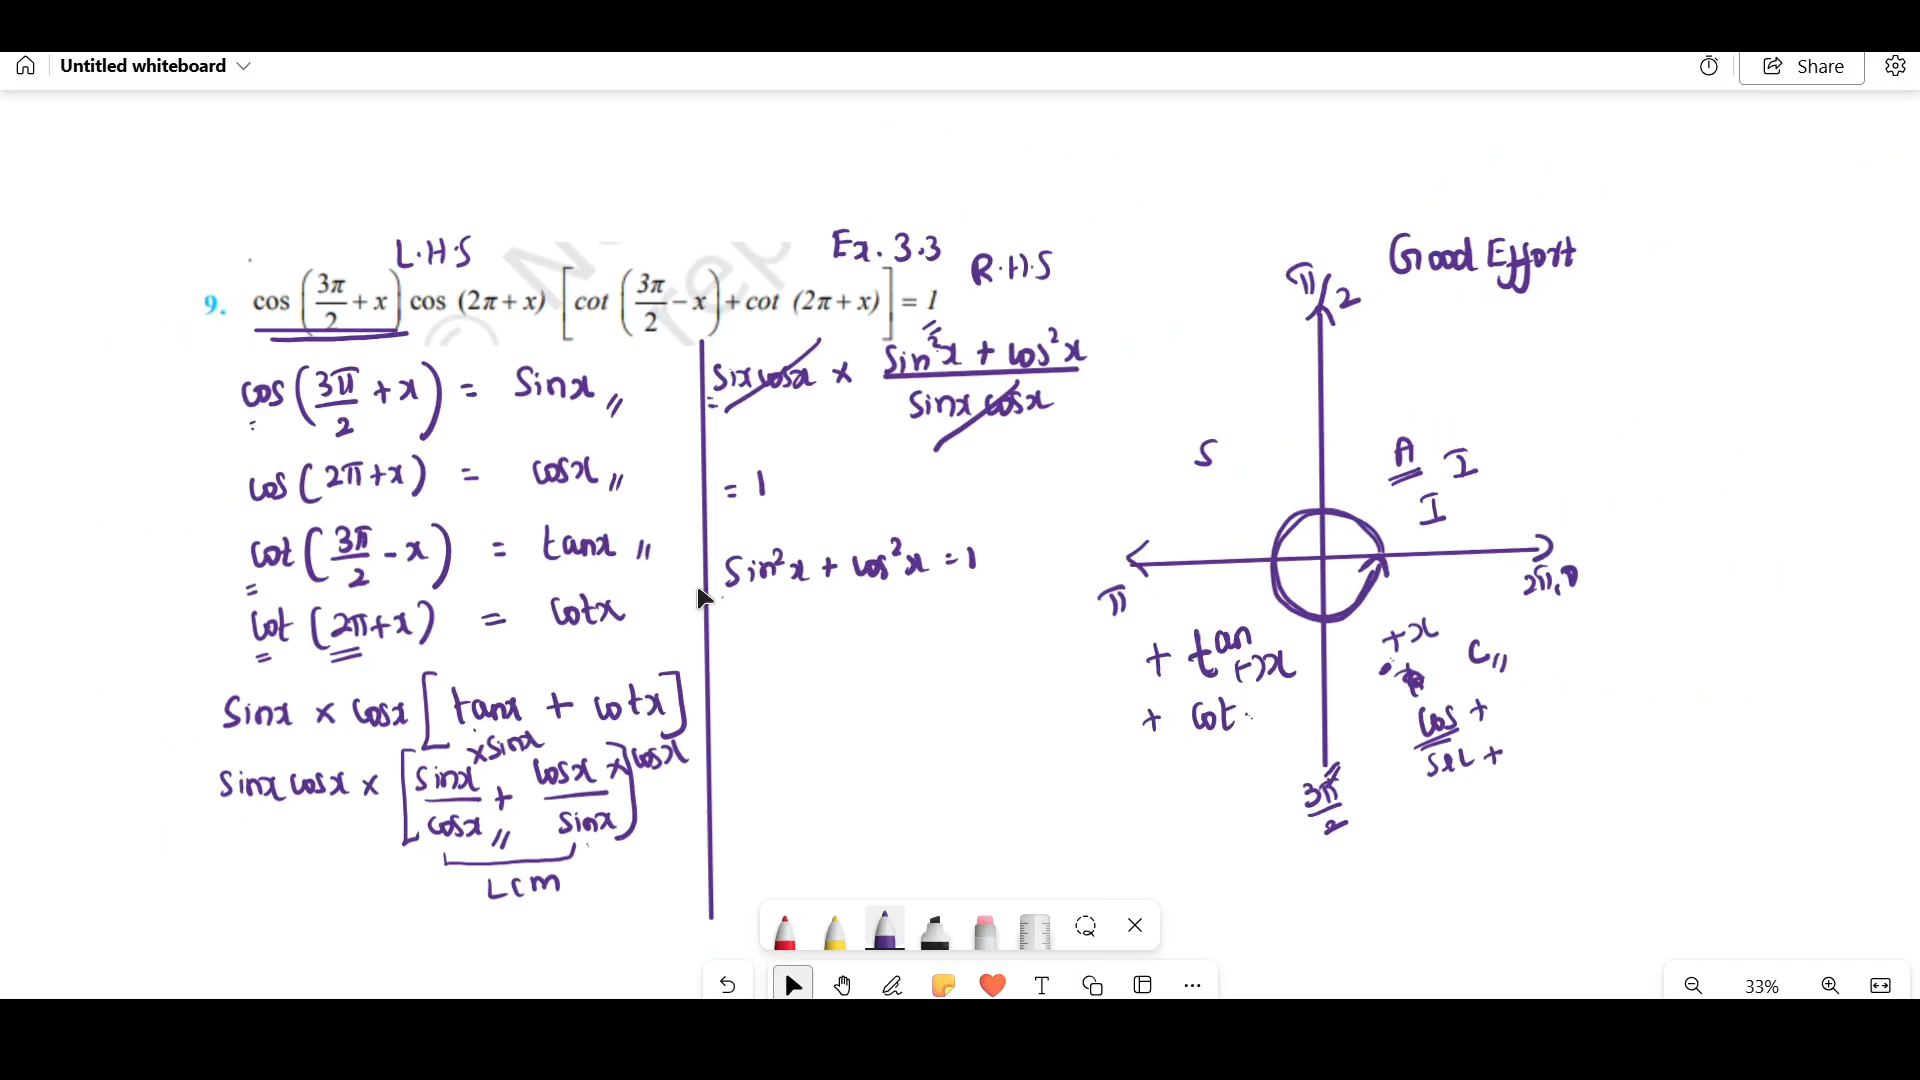 Untitled whiteboard
Share
L.H.S
Ex. 3.3
R.H.S
Good Effort
9. cos (3π/2 + x) cos (2π + x) [cot (3π/2 − x) + cot (2π + x)] = 1
cos (3π/2 + x) = Sinx
cos (2π + x) = cosx
cot (3π/2 − x) = tanx
cot (2π + x) = cotx
Sinx × cosx [tanx + cotx]
×Sinx
×cosx
Sinx cosx × [Sinx/cosx + cosx/Sinx]
LCM
= Sixcosx × Sin²x + cos²x / Sinx cosx
= 1
Sin²x + cos²x = 1
π/2
S
A I
I
π
2π, 0
+ tan
(-)x
+ cot
+x
C
cos +
sec +
3π/2
33%